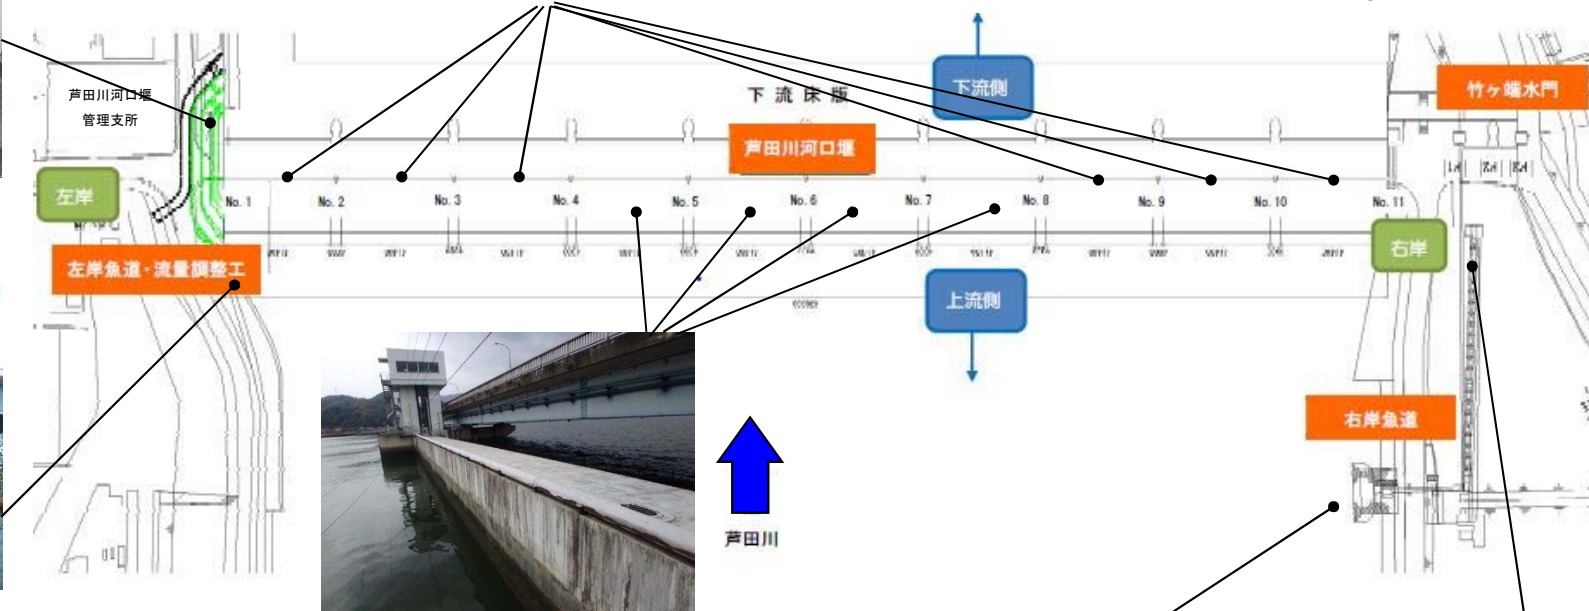 下流側
竹ヶ端水門
芦田川河口堰
管理支所
下流床版
芦田川河口堰
左岸
No. 1
No. 2
No. 3
No. 4
No. 5
No. 6
No. 7
No. 8
No. 9
No. 10
No. 11
右岸
左岸魚道・流量調整工
上流側
右岸魚道
芦田川